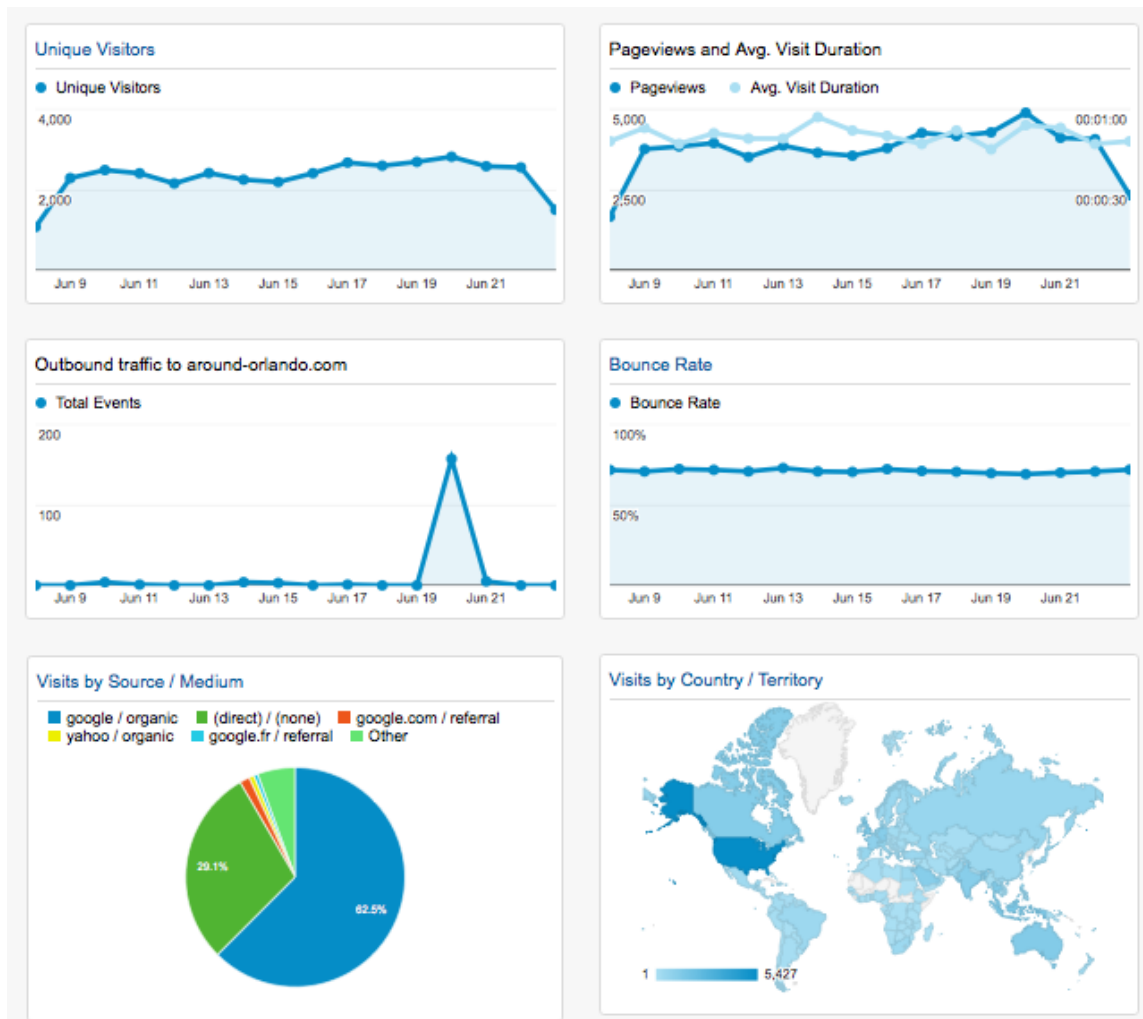 Unique Visitors
Unique Visitors
4,000
2,000
Jun 9 Jun 11 Jun 13 Jun 15 Jun 17 Jun 19 Jun 21
Pageviews and Avg. Visit Duration
Pageviews Avg. Visit Duration
5,000 00:01:00
2,500 00:00:30
Jun 9 Jun 11 Jun 13 Jun 15 Jun 17 Jun 19 Jun 21
Outbound traffic to around-orlando.com
Total Events
200
100
Jun 9 Jun 11 Jun 13 Jun 15 Jun 17 Jun 19 Jun 21
Bounce Rate
Bounce Rate
100%
50%
Jun 9 Jun 11 Jun 13 Jun 15 Jun 17 Jun 19 Jun 21
Visits by Source / Medium
google / organic (direct) / (none) google.com / referral
yahoo / organic google.fr / referral Other
29.1%
62.5%
Visits by Country / Territory
1 5,427